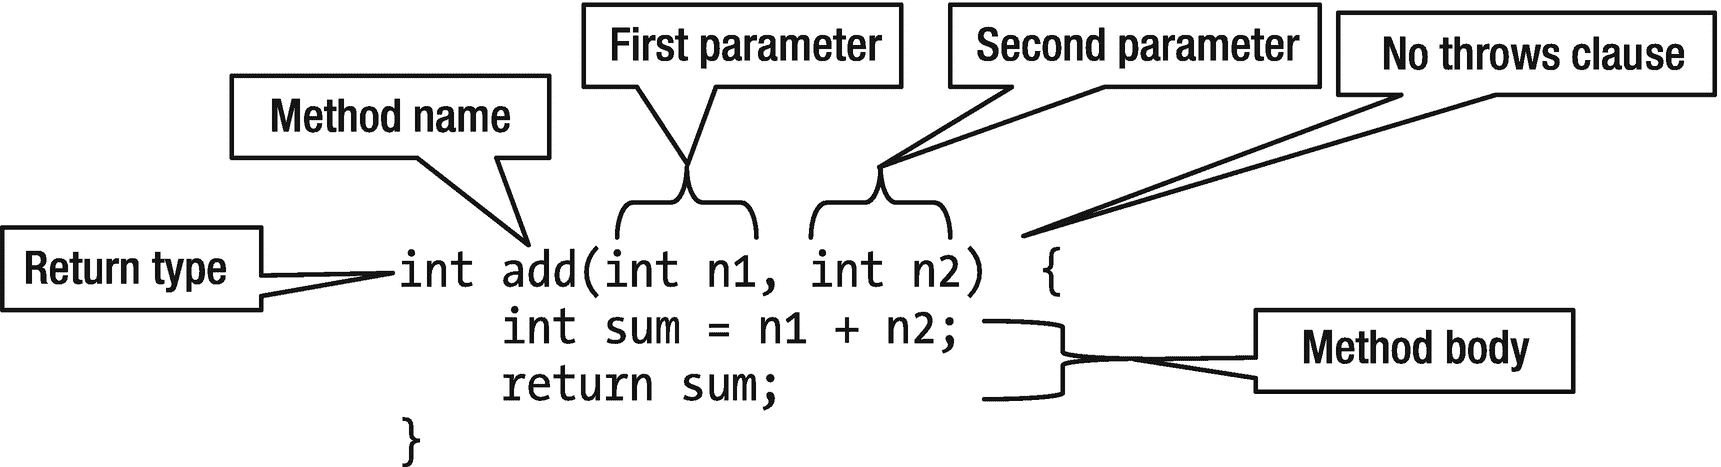 First parameter
Second parameter
No throws clause
Method name
Return type
int add(int n1, int n2) {
int sum = n1 + n2;
return sum;
}
Method body